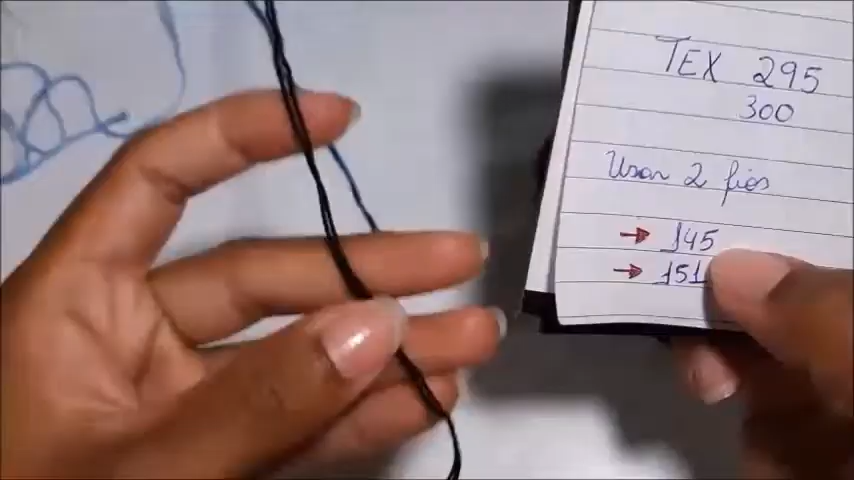 TEX 295
300
Usar 2 fios
→ 145
→ 151